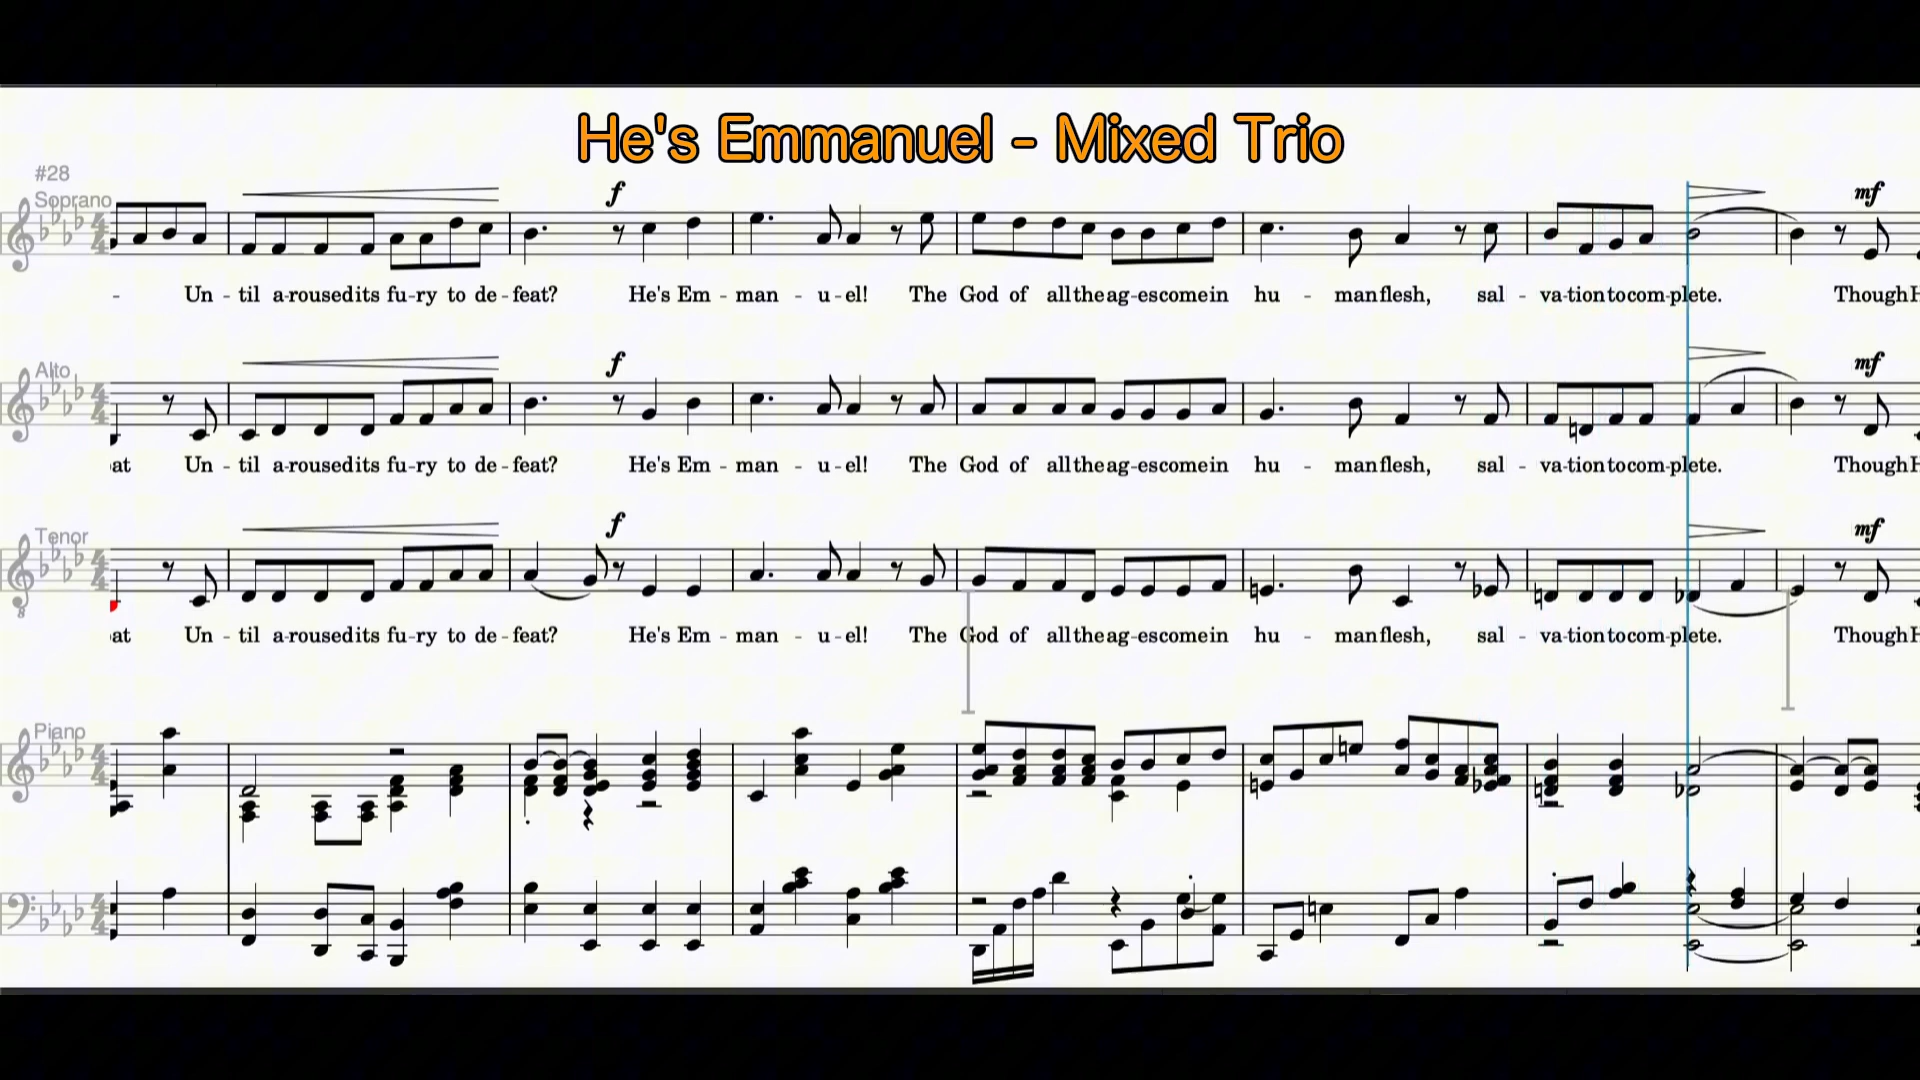 He's Emmanuel - Mixed Trio
#28
Soprano
f
mf
- Un - til a-rousedits fu-ry to de-feat? He's Em - man - u-el! The God of alltheag-escomein hu - manflesh, sal - va-tiontocom-plete. Though
Alto
f
mf
at Un - til a-rousedits fu-ry to de-feat? He's Em - man - u-el! The God of alltheag-escomein hu - manflesh, sal - va-tiontocom-plete. Though
Tenor
f
mf
at Un - til a-rousedits fu-ry to de-feat? He's Em - man - u-el! The God of alltheag-escomein hu - manflesh, sal - va-tiontocom-plete. Though
Piano